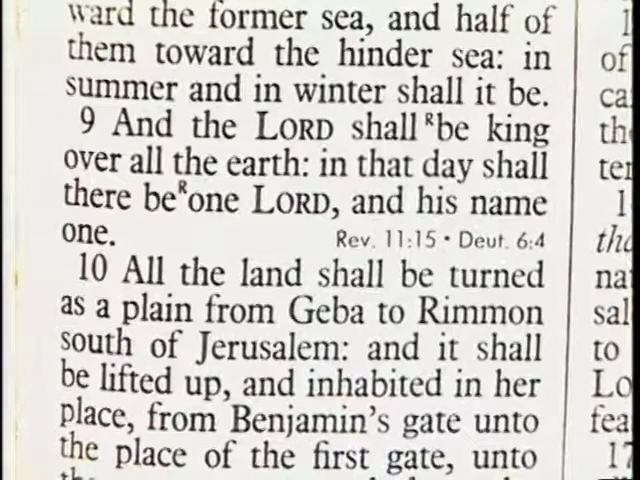 ward the former sea, and half of
them toward the hinder sea: in
summer and in winter shall it be.
9 And the LORD shall ᴿbe king
over all the earth: in that day shall
there be ᴿone LORD, and his name
one. Rev. 11:15 · Deut. 6:4
10 All the land shall be turned
as a plain from Geba to Rimmon
south of Jerusalem: and it shall
be lifted up, and inhabited in her
place, from Benjamin's gate unto
the place of the first gate, unto
of
to
17